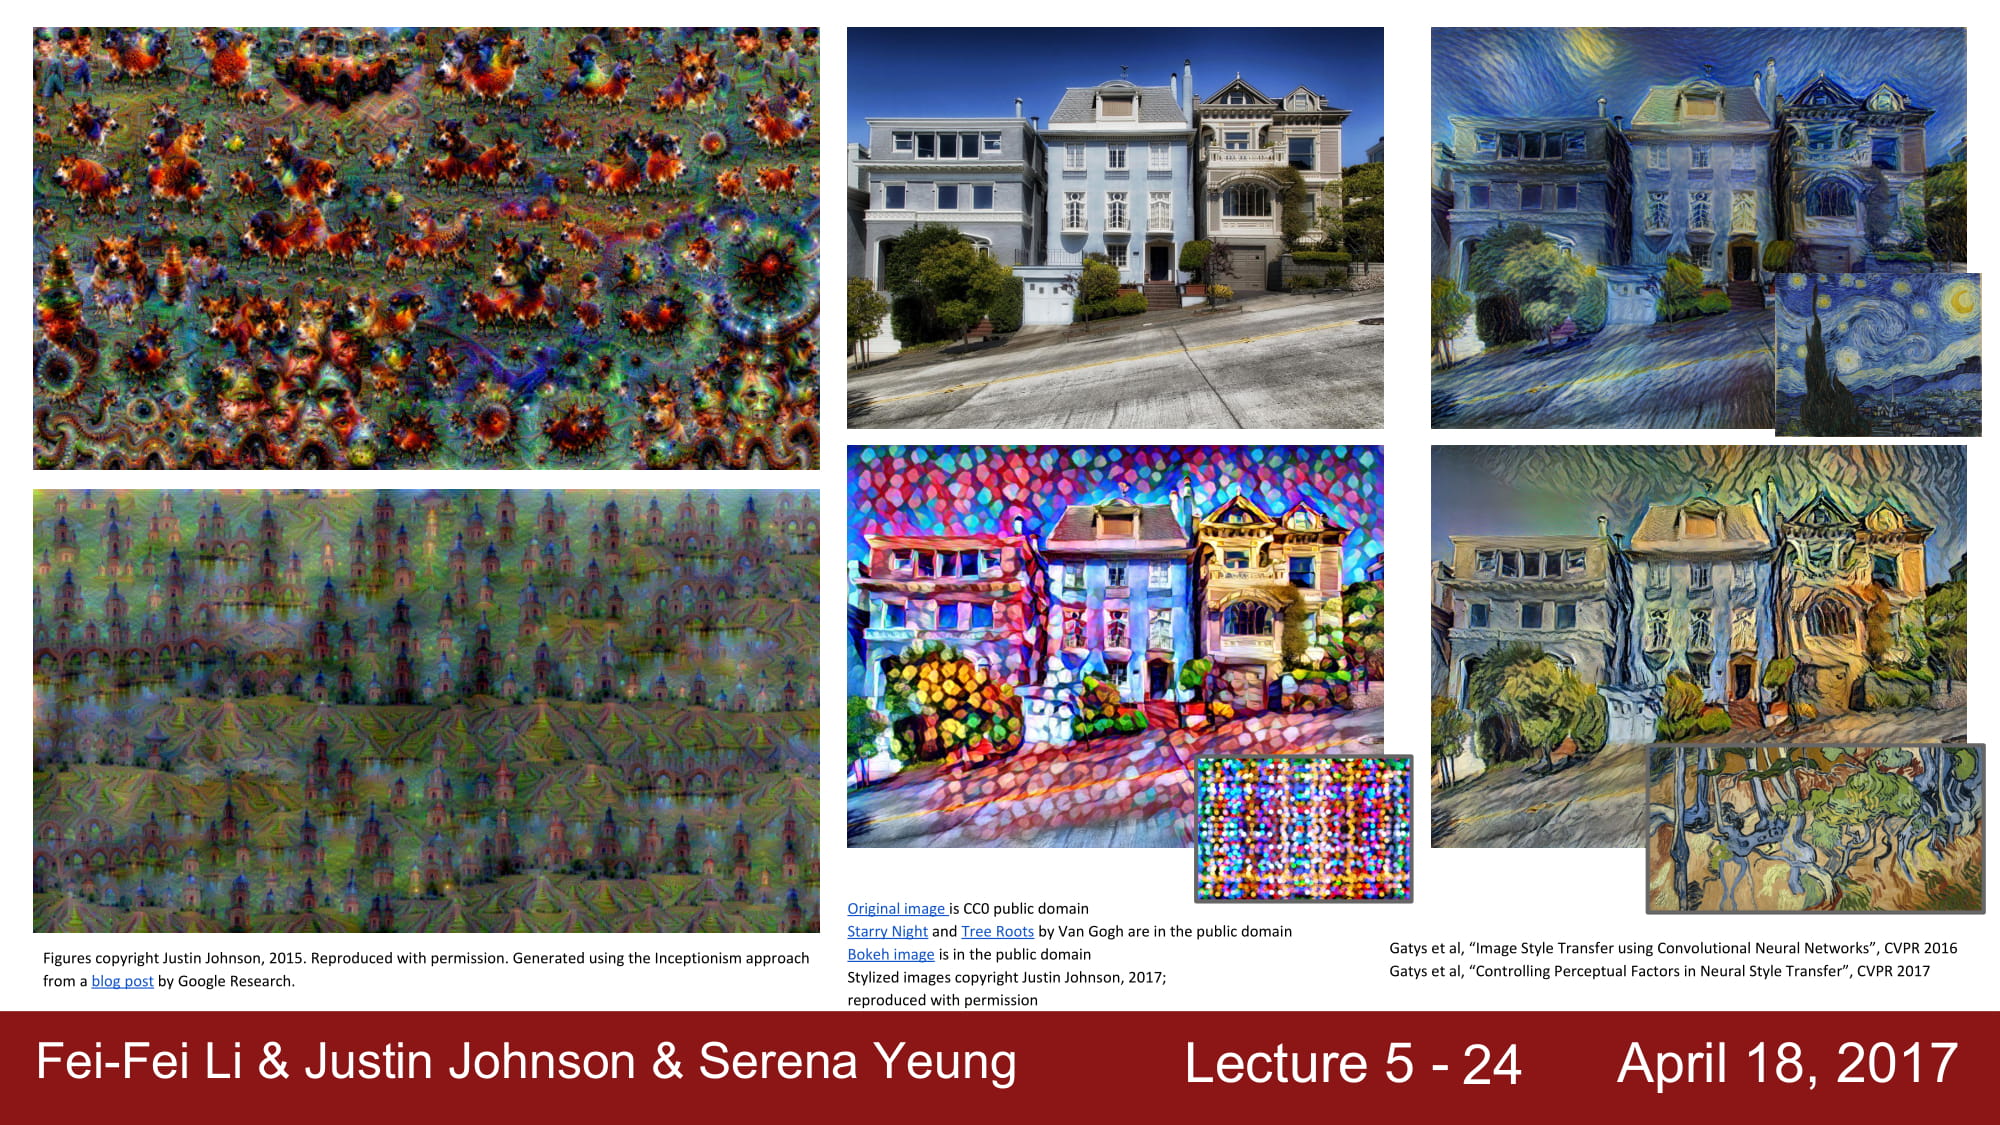 Figures copyright Justin Johnson, 2015. Reproduced with permission. Generated using the Inceptionism approach
from a blog post by Google Research.
Original image is CC0 public domain
Starry Night and Tree Roots by Van Gogh are in the public domain
Bokeh image is in the public domain
Stylized images copyright Justin Johnson, 2017;
reproduced with permission
Gatys et al, “Image Style Transfer using Convolutional Neural Networks”, CVPR 2016
Gatys et al, “Controlling Perceptual Factors in Neural Style Transfer”, CVPR 2017
Fei-Fei Li & Justin Johnson & Serena Yeung
Lecture 5 - 24
April 18, 2017